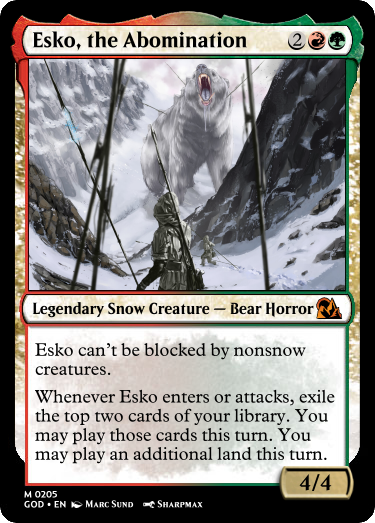 Esko, the Abomination 2
Legendary Snow Creature — Bear Horror
Esko can't be blocked by nonsnow
creatures.
Whenever Esko enters or attacks, exile
the top two cards of your library. You
may play those cards this turn. You
may play an additional land this turn.
4/4
M 0205
GOD • EN Marc Sund Sharpmax